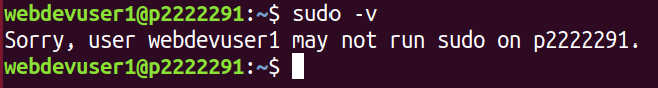 webdevuser1@p2222291:~$ sudo -v
Sorry, user webdevuser1 may not run sudo on p2222291.
webdevuser1@p2222291:~$